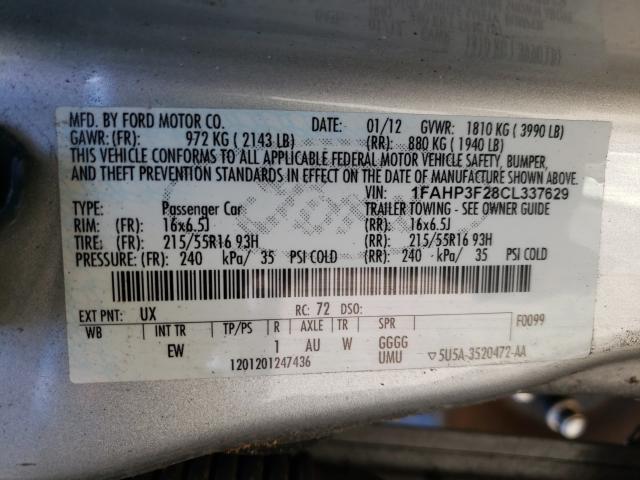 MFD. BY FORD MOTOR CO. DATE: 01/12 GVWR: 1810 KG ( 3990 LB)
GAWR: (FR): 972 KG ( 2143 LB) (RR): 880 KG ( 1940 LB)
THIS VEHICLE CONFORMS TO ALL APPLICABLE FEDERAL MOTOR VEHICLE SAFETY, BUMPER,
AND THEFT PREVENTION STANDARDS IN EFFECT ON THE DATE OF MANUFACTURE SHOWN ABOVE.
VIN: 1FAHP3F28CL337629
TYPE: Passenger Car TRAILER TOWING - SEE OWNER GUIDE
RIM: (FR): 16x6.5J (RR): 16x6.5J
TIRE: (FR): 215/55R16 93H (RR): 215/55R16 93H
PRESSURE: (FR): 240 kPa/ 35 PSI COLD (RR): 240 kPa/ 35 PSI COLD
EXT PNT: UX RC: 72 DSO: F0099
WB INT TR TP/PS R AXLE TR SPR
EW 1 AU W GGGG
1201201247436 UMU ▽5U5A-3520472-AA